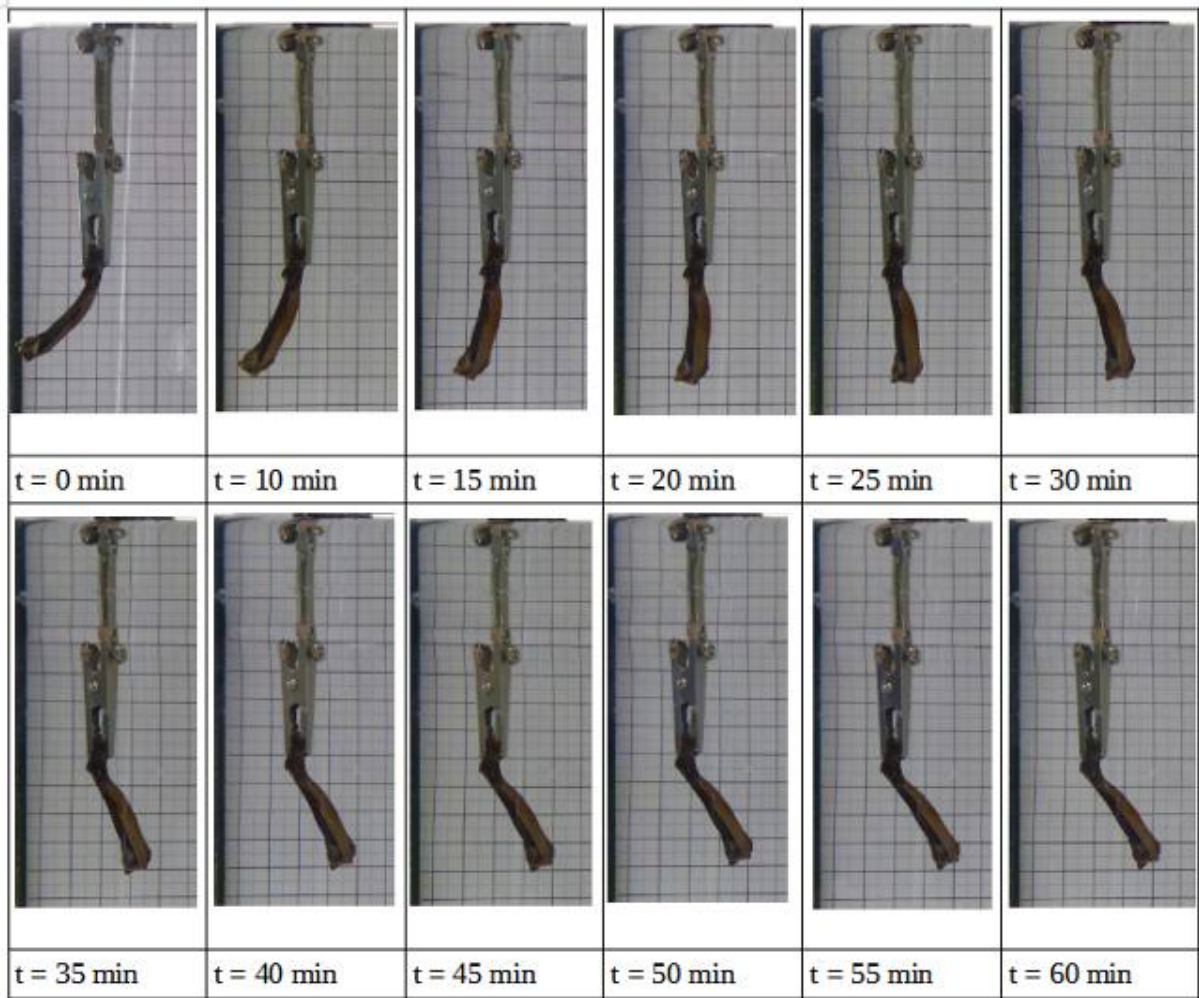 t = 0 min
t = 10 min
t = 15 min
t = 20 min
t = 25 min
t = 30 min
t = 35 min
t = 40 min
t = 45 min
t = 50 min
t = 55 min
t = 60 min